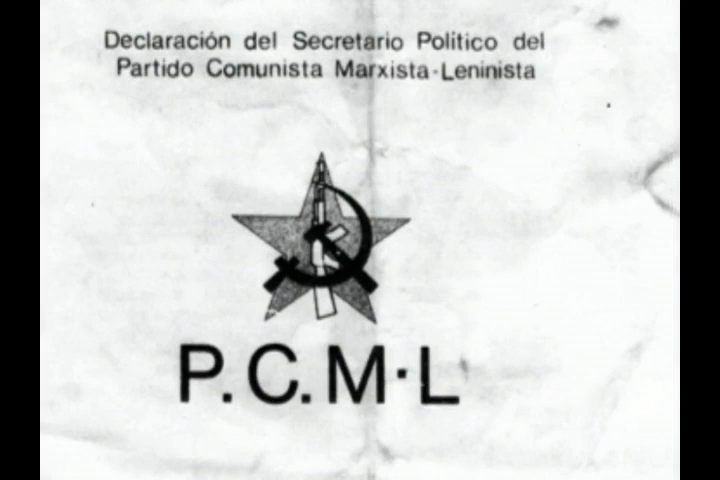 Declaración del Secretario Político del
Partido Comunista Marxista-Leninista
P.C.M-L